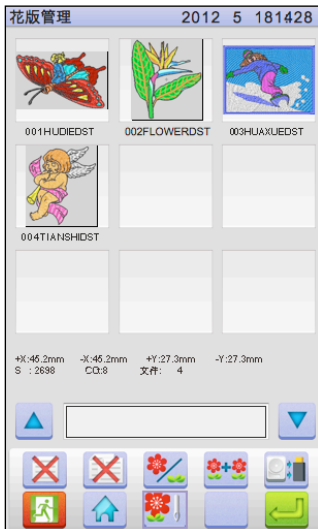 花版管理 2012 5 181428
001HUDIEDST 002FLOWERDST 003HUAXUEDST
004TIANSHIDST
+X:45.2mm -X:45.2mm +Y:27.3mm -Y:27.3mm
S :2698 CQ:8 文件: 4